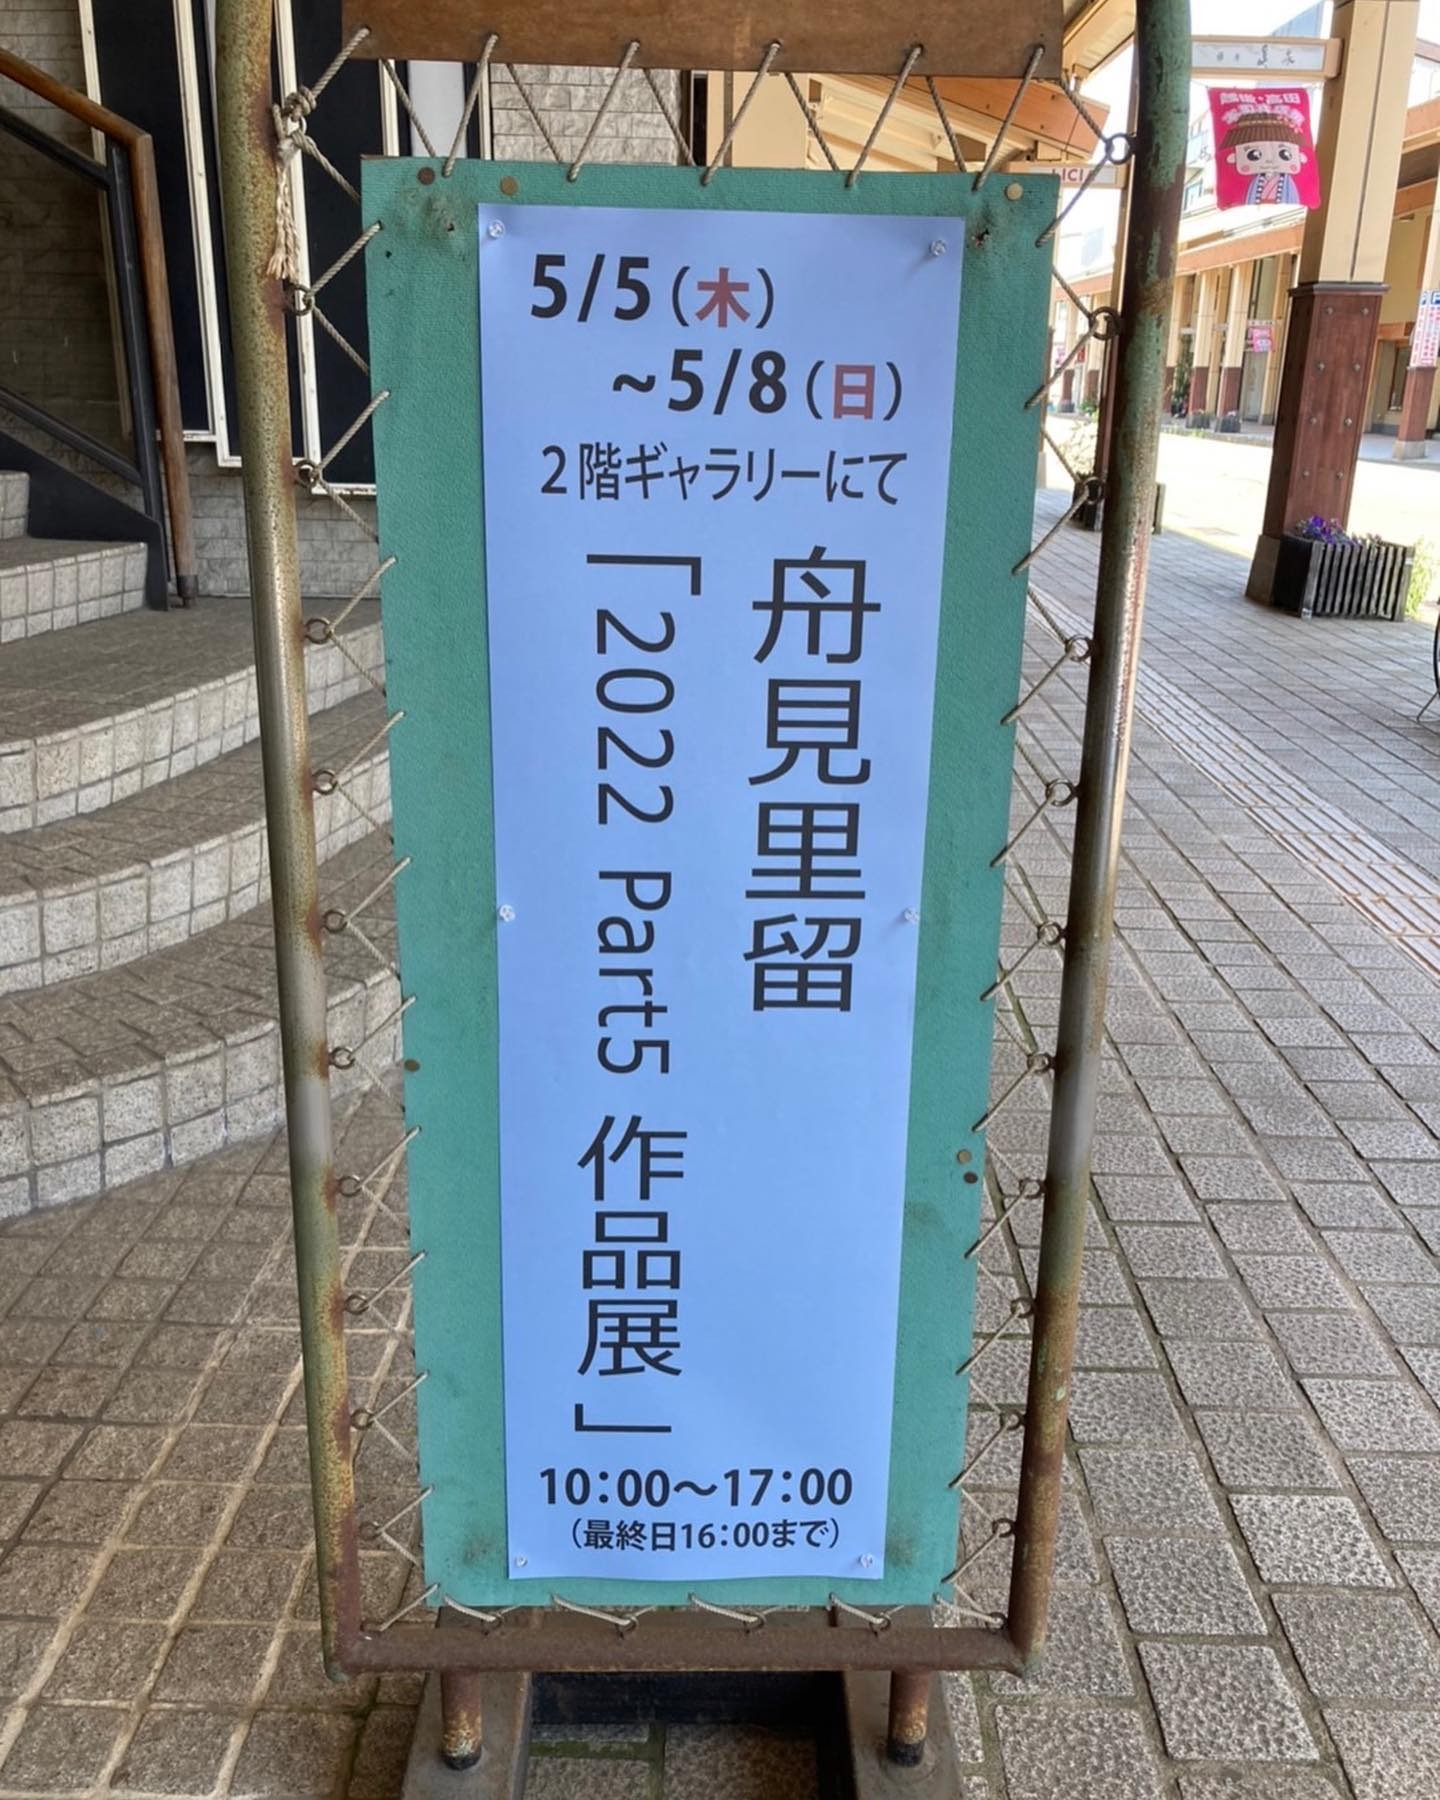 5/5（木）
~5/8（日）
2階ギャラリーにて
舟見里留
「2022 Part5 作品展」
10:00～17:00
（最終日16:00まで）